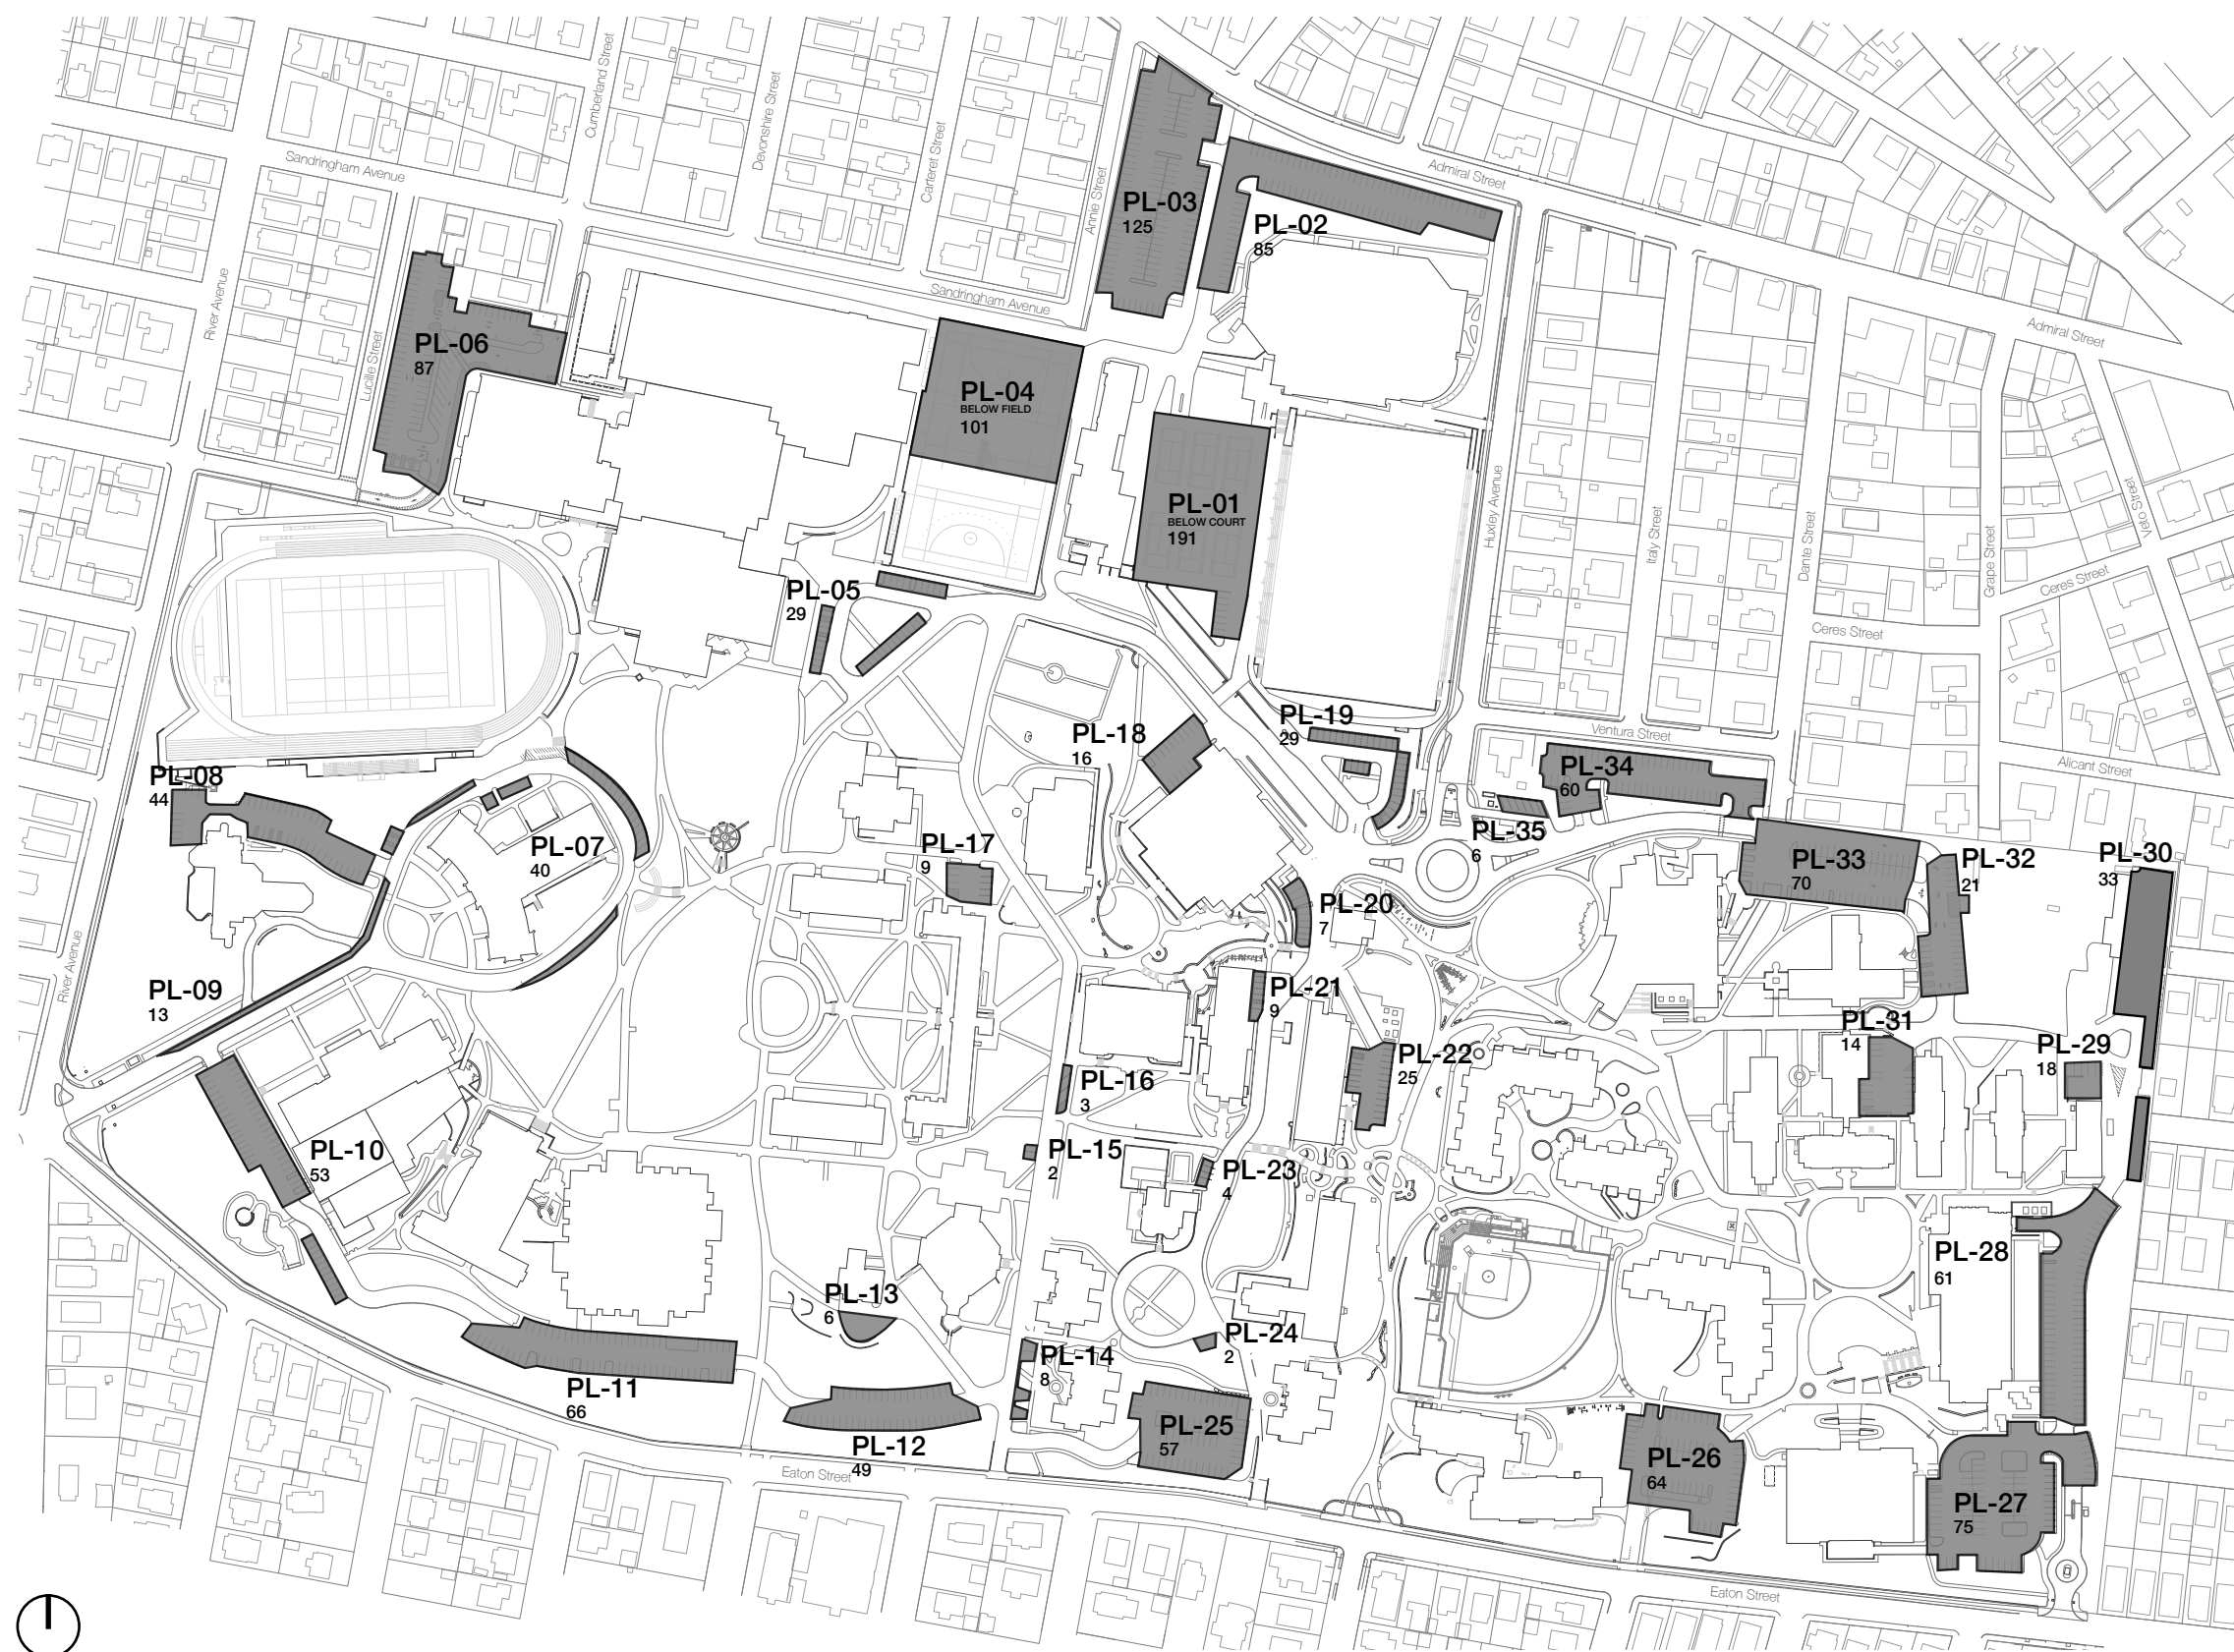 Cumberland Street
Devonshire Street
Carteret Street
Annie Street
Sandringham Avenue
Admiral Street
PL-03
125
PL-02
85
River Avenue
Lucille Street
Sandringham Avenue
Admiral Street
PL-06
87
PL-04
BELOW FIELD
101
PL-01
BELOW COURT
191
Huxley Avenue
Italy Street
Dante Street
Grape Street
Velo Street
Ceres Street
Ceres Street
PL-05
29
PL-18
16
PL-19
29
Ventura Street
Alicant Street
PL-34
60
PL-08
44
PL-07
40
PL-17
9
PL-35
6
PL-33
70
PL-32
21
PL-30
33
PL-20
7
River Avenue
PL-09
13
PL-21
9
PL-31
14
PL-22
25
PL-29
18
PL-16
3
PL-10
53
PL-15
2
PL-23
4
PL-28
61
PL-13
6
PL-24
2
PL-14
8
PL-11
66
PL-12
49
PL-25
57
PL-26
64
PL-27
75
Eaton Street
Eaton Street